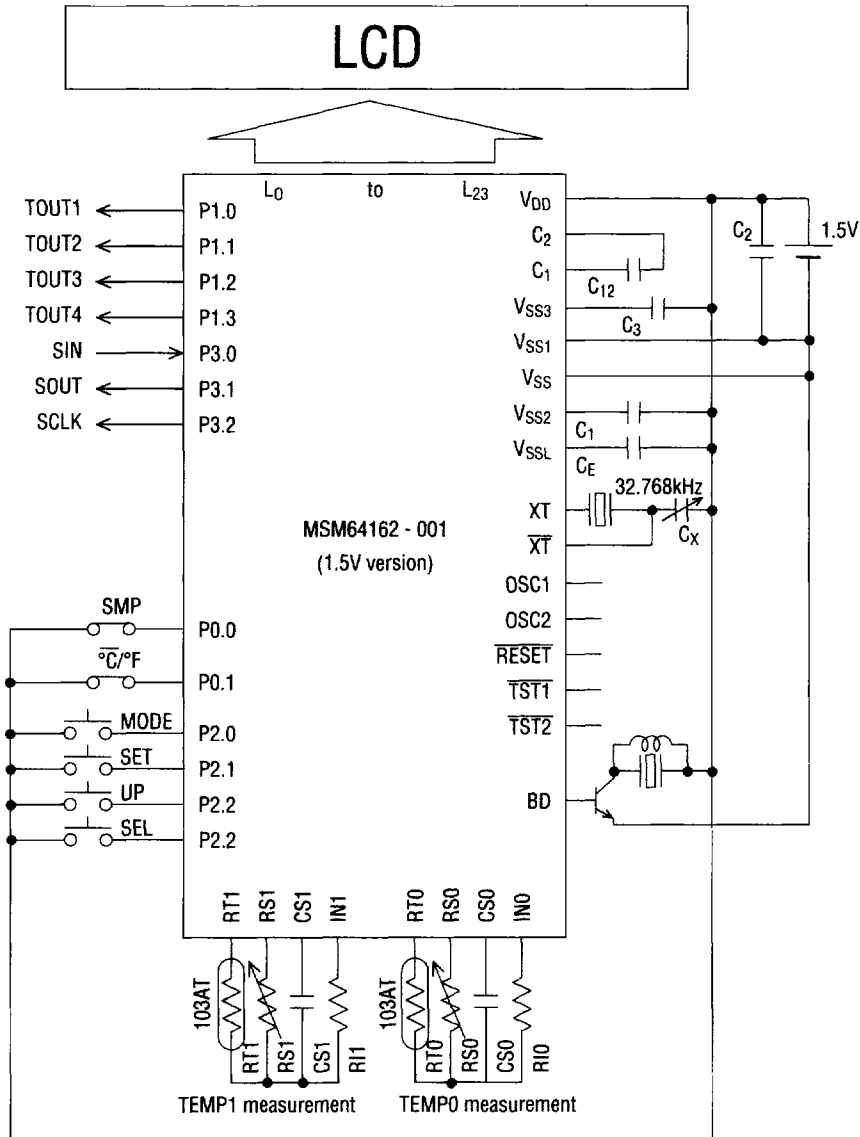 LCD
L0 to L23
TOUT1 P1.0
TOUT2 P1.1
TOUT3 P1.2
TOUT4 P1.3
SIN P3.0
SOUT P3.1
SCLK P3.2
VDD
C2
C1
C12
VSS3
C3
VSS1
VSS
VSS2
C1
VSSL
CE
C2
1.5V
32.768kHz
XT
CX
X̅T̅
OSC1
OSC2
R̅E̅S̅E̅T̅
T̅S̅T̅1̅
T̅S̅T̅2̅
BD
MSM64162 - 001
(1.5V version)
SMP P0.0
°̅C̅/°F P0.1
MODE P2.0
SET P2.1
UP P2.2
SEL P2.2
RT1 RS1 CS1 IN1 RT0 RS0 CS0 IN0
103AT RT1 RS1 CS1 RI1
103AT RT0 RS0 CS0 RI0
TEMP1 measurement TEMP0 measurement